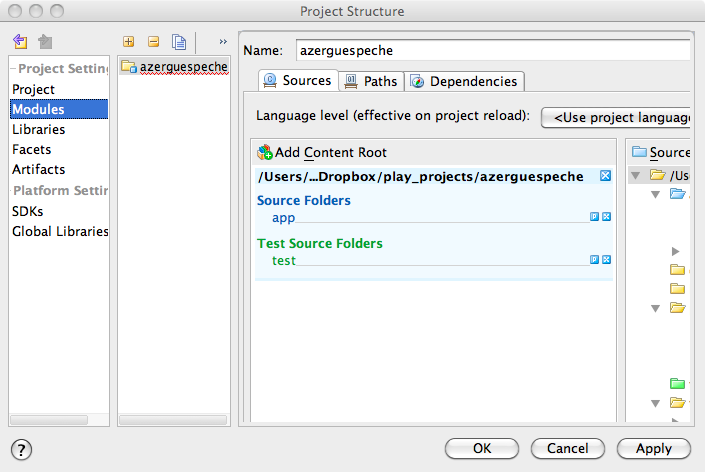 Project Structure
Project Settin
Project
Modules
Libraries
Facets
Artifacts
Platform Settin
SDKs
Global Libraries
azerguespeche
Name: azerguespeche
Sources Paths Dependencies
Language level (effective on project reload): <Use project language
Add Content Root
/Users/...Dropbox/play_projects/azerguespeche
Source Folders
app
Test Source Folders
test
Source
/Use
? OK Cancel Apply